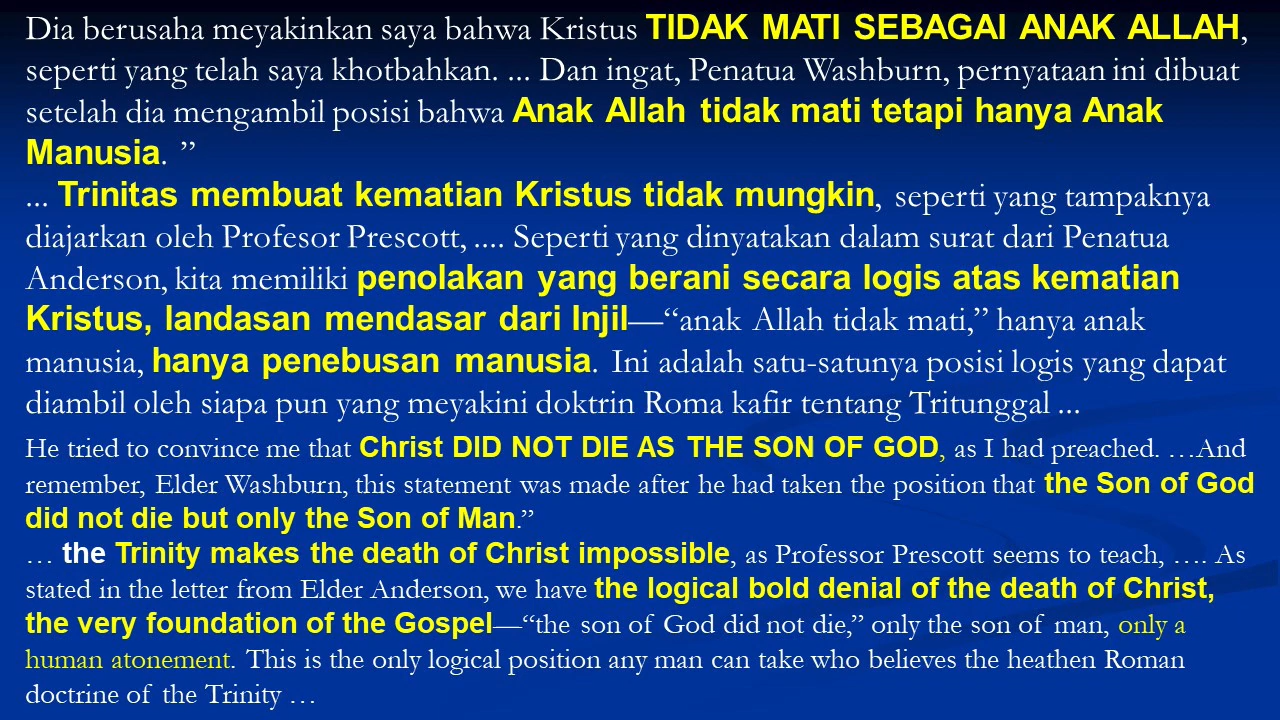 Dia berusaha meyakinkan saya bahwa Kristus TIDAK MATI SEBAGAI ANAK ALLAH,
seperti yang telah saya khotbahkan. ... Dan ingat, Penatua Washburn, pernyataan ini dibuat
setelah dia mengambil posisi bahwa Anak Allah tidak mati tetapi hanya Anak
Manusia. ”
... Trinitas membuat kematian Kristus tidak mungkin, seperti yang tampaknya
diajarkan oleh Profesor Prescott, .... Seperti yang dinyatakan dalam surat dari Penatua
Anderson, kita memiliki penolakan yang berani secara logis atas kematian
Kristus, landasan mendasar dari Injil—“anak Allah tidak mati,” hanya anak
manusia, hanya penebusan manusia. Ini adalah satu-satunya posisi logis yang dapat
diambil oleh siapa pun yang meyakini doktrin Roma kafir tentang Tritunggal ...
He tried to convince me that Christ DID NOT DIE AS THE SON OF GOD, as I had preached. …And
remember, Elder Washburn, this statement was made after he had taken the position that the Son of God
did not die but only the Son of Man.”
… the Trinity makes the death of Christ impossible, as Professor Prescott seems to teach, …. As
stated in the letter from Elder Anderson, we have the logical bold denial of the death of Christ,
the very foundation of the Gospel—“the son of God did not die,” only the son of man, only a
human atonement. This is the only logical position any man can take who believes the heathen Roman
doctrine of the Trinity …